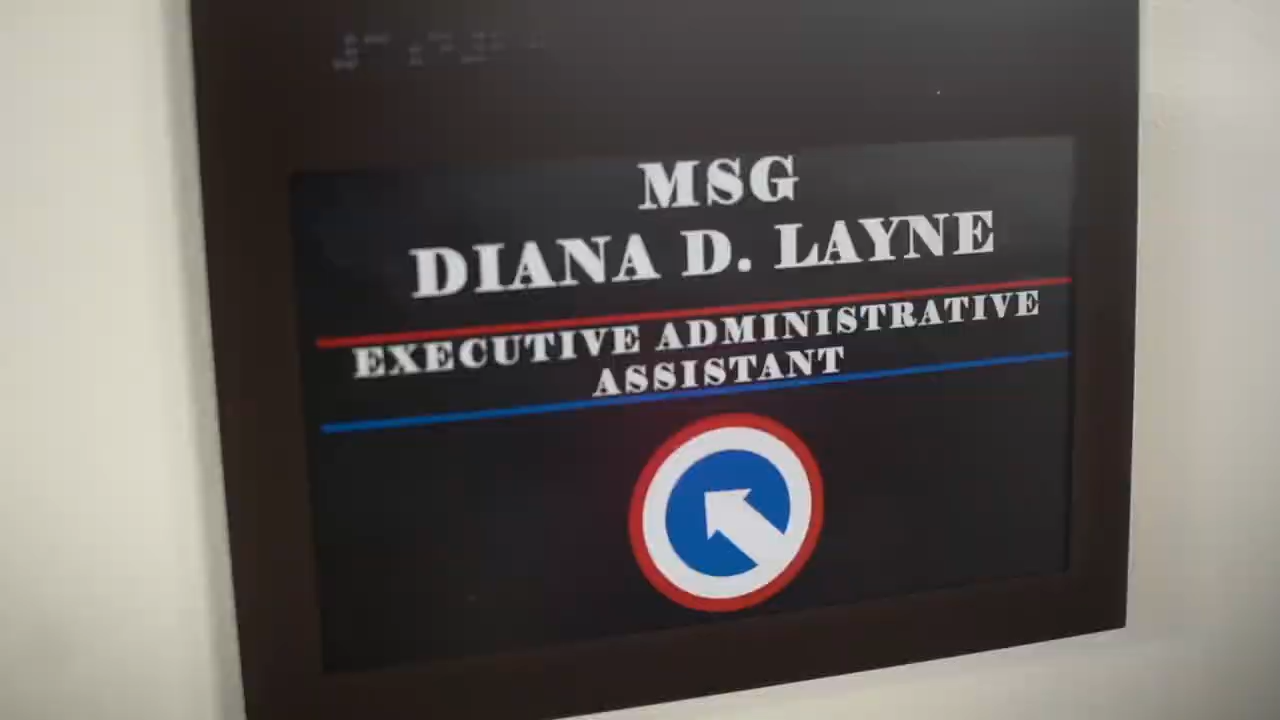 MSG
DIANA D. LAYNE
EXECUTIVE ADMINISTRATIVE
ASSISTANT